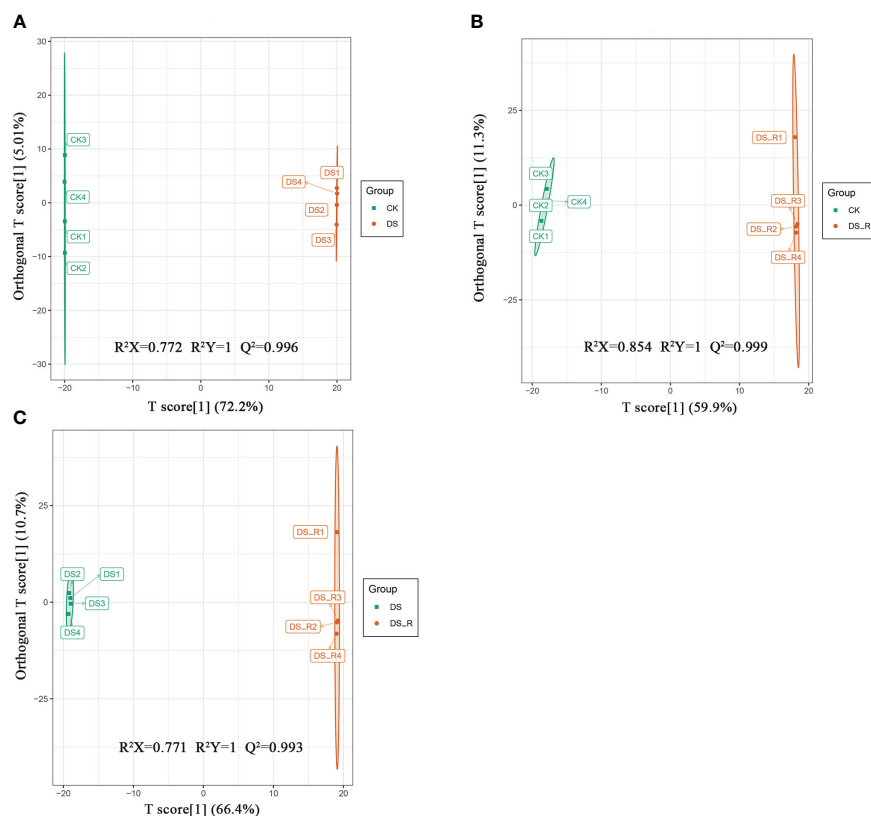 A
30
20
10
0
−10
−20
−30
−20
−10
0
10
20
Orthogonal T score[1] (5.01%)
T score[1] (72.2%)
CK3
CK4
CK1
CK2
DS1
DS4
DS2
DS3
R²X=0.772 R²Y=1 Q²=0.996
Group
CK
DS
B
25
0
−25
−20
−10
0
10
20
Orthogonal T score[1] (11.3%)
T score[1] (59.9%)
CK3
CK2
CK4
CK1
DS_R1
DS_R3
DS_R2
DS_R4
R²X=0.854 R²Y=1 Q²=0.999
Group
CK
DS_R
C
25
0
−25
−20
−10
0
10
20
Orthogonal T score[1] (10.7%)
T score[1] (66.4%)
DS2
DS1
DS3
DS4
DS_R1
DS_R3
DS_R2
DS_R4
R²X=0.771 R²Y=1 Q²=0.993
Group
DS
DS_R